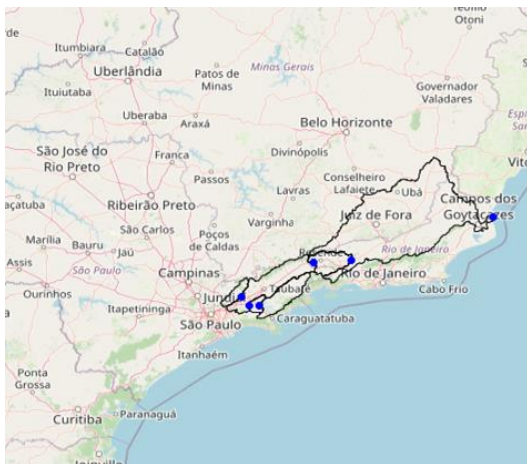 Teófilo
Otoni
Catalão
Itumbiara
Uberlândia
Patos de
Minas
Minas Gerais
Governador
Valadares
Ituiutaba
Uberaba
Araxá
Belo Horizonte
São José do
Rio Preto
Franca
Divinópolis
Passos
Conselheiro
Lafaiete
Ubá
Lavras
Campos dos
Goytacazes
Ribeirão Preto
Varginha
Juiz de Fora
Poços
de Caldas
São Carlos
Marília
Bauru
Jaú
Rio de Janeiro
Assis
São Paulo
Campinas
Rio de Janeiro
Ourinhos
Taubaté
Cabo Frio
Itapetininga
São Paulo
Caraguatatuba
Itanhaém
Ponta
Grossa
Curitiba
Paranaguá
Joinville